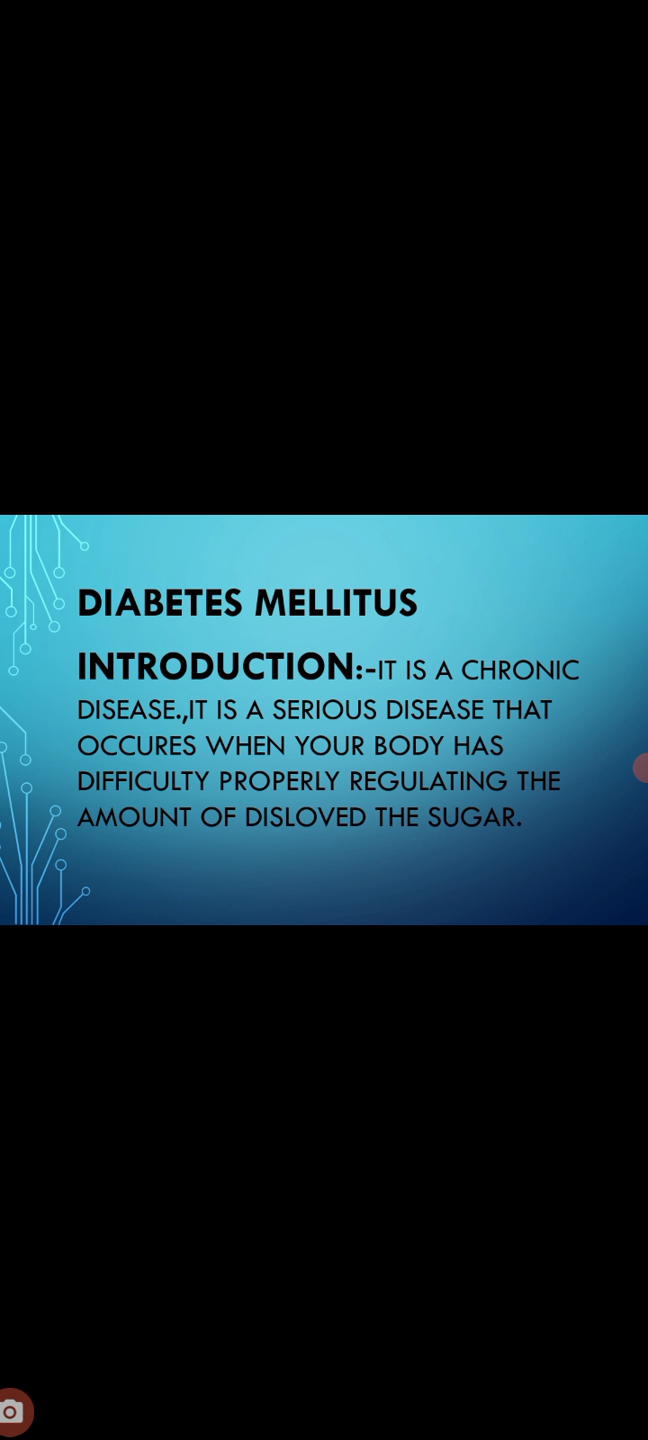 DIABETES MELLITUS
INTRODUCTION:-IT IS A CHRONIC
DISEASE.,IT IS A SERIOUS DISEASE THAT
OCCURES WHEN YOUR BODY HAS
DIFFICULTY PROPERLY REGULATING THE
AMOUNT OF DISLOVED THE SUGAR.